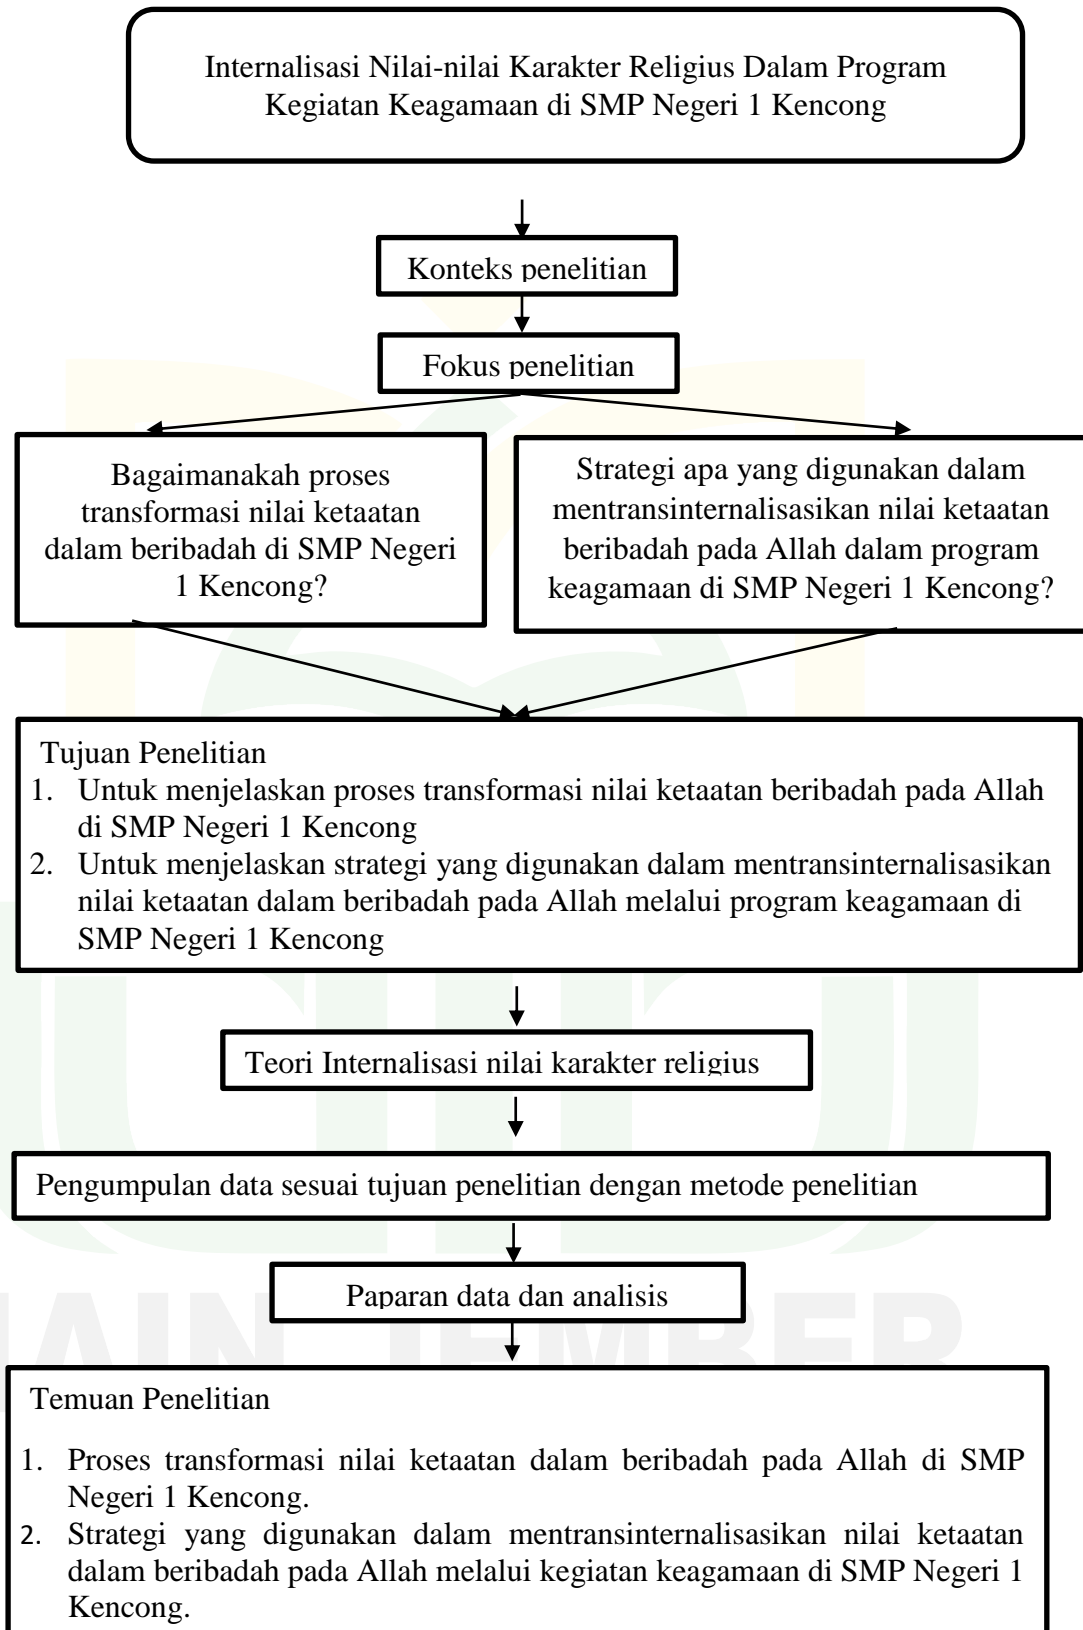 Internalisasi Nilai-nilai Karakter Religius Dalam Program
Kegiatan Keagamaan di SMP Negeri 1 Kencong
Konteks penelitian
Fokus penelitian
Bagaimanakah proses
transformasi nilai ketaatan
dalam beribadah di SMP Negeri
1 Kencong?
Strategi apa yang digunakan dalam
mentransinternalisasikan nilai ketaatan
beribadah pada Allah dalam program
keagamaan di SMP Negeri 1 Kencong?
Tujuan Penelitian
1. Untuk menjelaskan proses transformasi nilai ketaatan beribadah pada Allah
di SMP Negeri 1 Kencong
2. Untuk menjelaskan strategi yang digunakan dalam mentransinternalisasikan
nilai ketaatan dalam beribadah pada Allah melalui program keagamaan di
SMP Negeri 1 Kencong
Teori Internalisasi nilai karakter religius
Pengumpulan data sesuai tujuan penelitian dengan metode penelitian
Paparan data dan analisis
IAIN JEMBER
Temuan Penelitian
1. Proses transformasi nilai ketaatan dalam beribadah pada Allah di SMP
Negeri 1 Kencong.
2. Strategi yang digunakan dalam mentransinternalisasikan nilai ketaatan
dalam beribadah pada Allah melalui kegiatan keagamaan di SMP Negeri 1
Kencong.